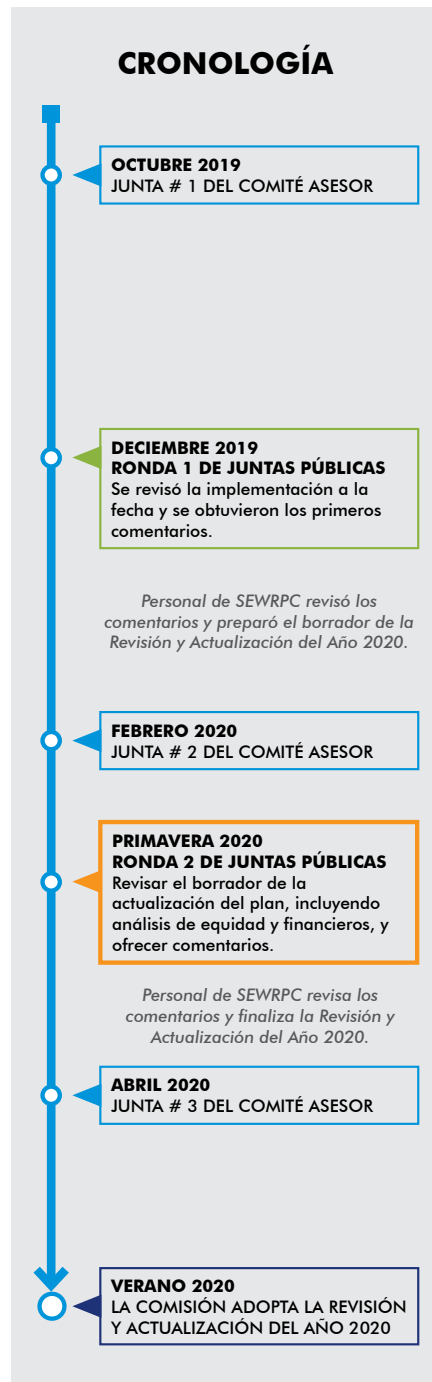 CRONOLOGÍA
OCTUBRE 2019
JUNTA # 1 DEL COMITÉ ASESOR
DECIEMBRE 2019
RONDA 1 DE JUNTAS PÚBLICAS
Se revisó la implementación a la
fecha y se obtuvieron los primeros
comentarios.
Personal de SEWRPC revisó los
comentarios y preparó el borrador de la
Revisión y Actualización del Año 2020.
FEBRERO 2020
JUNTA # 2 DEL COMITÉ ASESOR
PRIMAVERA 2020
RONDA 2 DE JUNTAS PÚBLICAS
Revisar el borrador de la
actualización del plan, incluyendo
análisis de equidad y financieros, y
ofrecer comentarios.
Personal de SEWRPC revisa los
comentarios y finaliza la Revisión y
Actualización del Año 2020.
ABRIL 2020
JUNTA # 3 DEL COMITÉ ASESOR
VERANO 2020
LA COMISIÓN ADOPTA LA REVISIÓN
Y ACTUALIZACIÓN DEL AÑO 2020